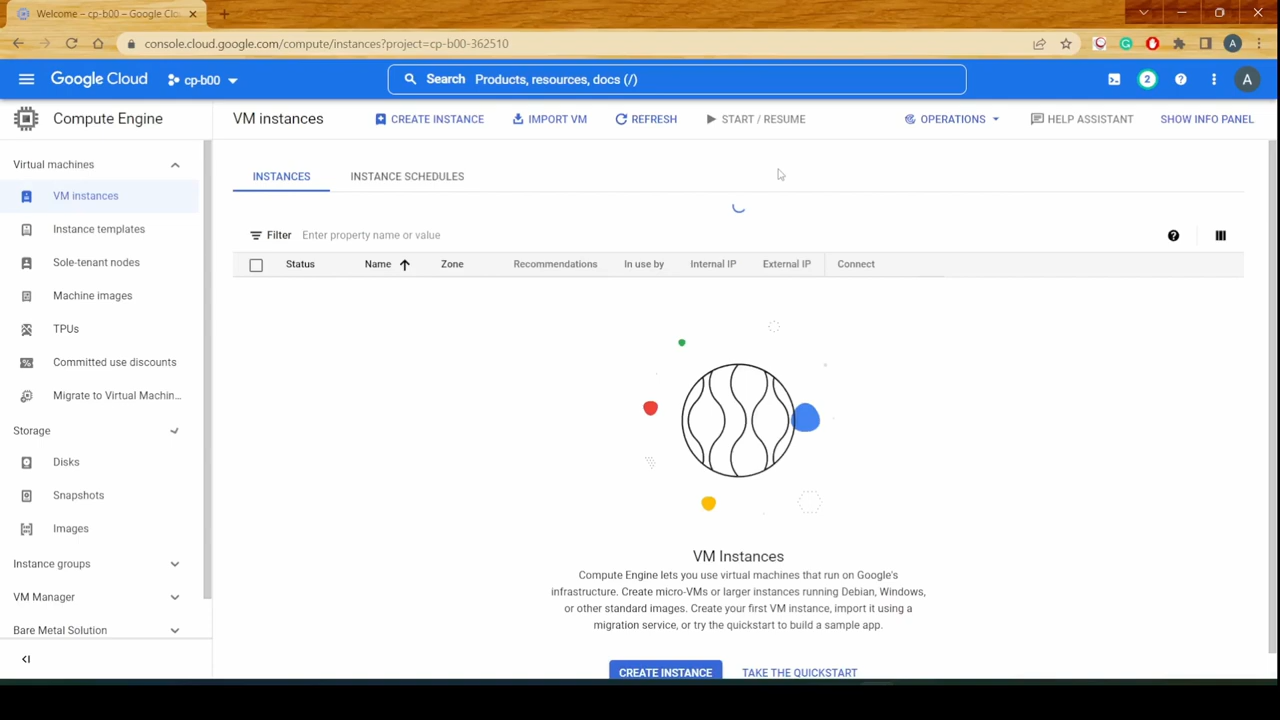 Welcome – cp-b00 – Google Clo
console.cloud.google.com/compute/instances?project=cp-b00-362510
A
Google Cloud
cp-b00
Search Products, resources, docs (/)
2
A
Compute Engine
VM instances
CREATE INSTANCE
IMPORT VM
REFRESH
START / RESUME
OPERATIONS
HELP ASSISTANT
SHOW INFO PANEL
Virtual machines
VM instances
Instance templates
Sole-tenant nodes
Machine images
TPUs
Committed use discounts
Migrate to Virtual Machin...
Storage
Disks
Snapshots
Images
Instance groups
VM Manager
Bare Metal Solution
INSTANCES
INSTANCE SCHEDULES
Filter Enter property name or value
Status Name Zone Recommendations In use by Internal IP External IP Connect
VM Instances
Compute Engine lets you use virtual machines that run on Google's
infrastructure. Create micro-VMs or larger instances running Debian, Windows,
or other standard images. Create your first VM instance, import it using a
migration service, or try the quickstart to build a sample app.
CREATE INSTANCE
TAKE THE QUICKSTART